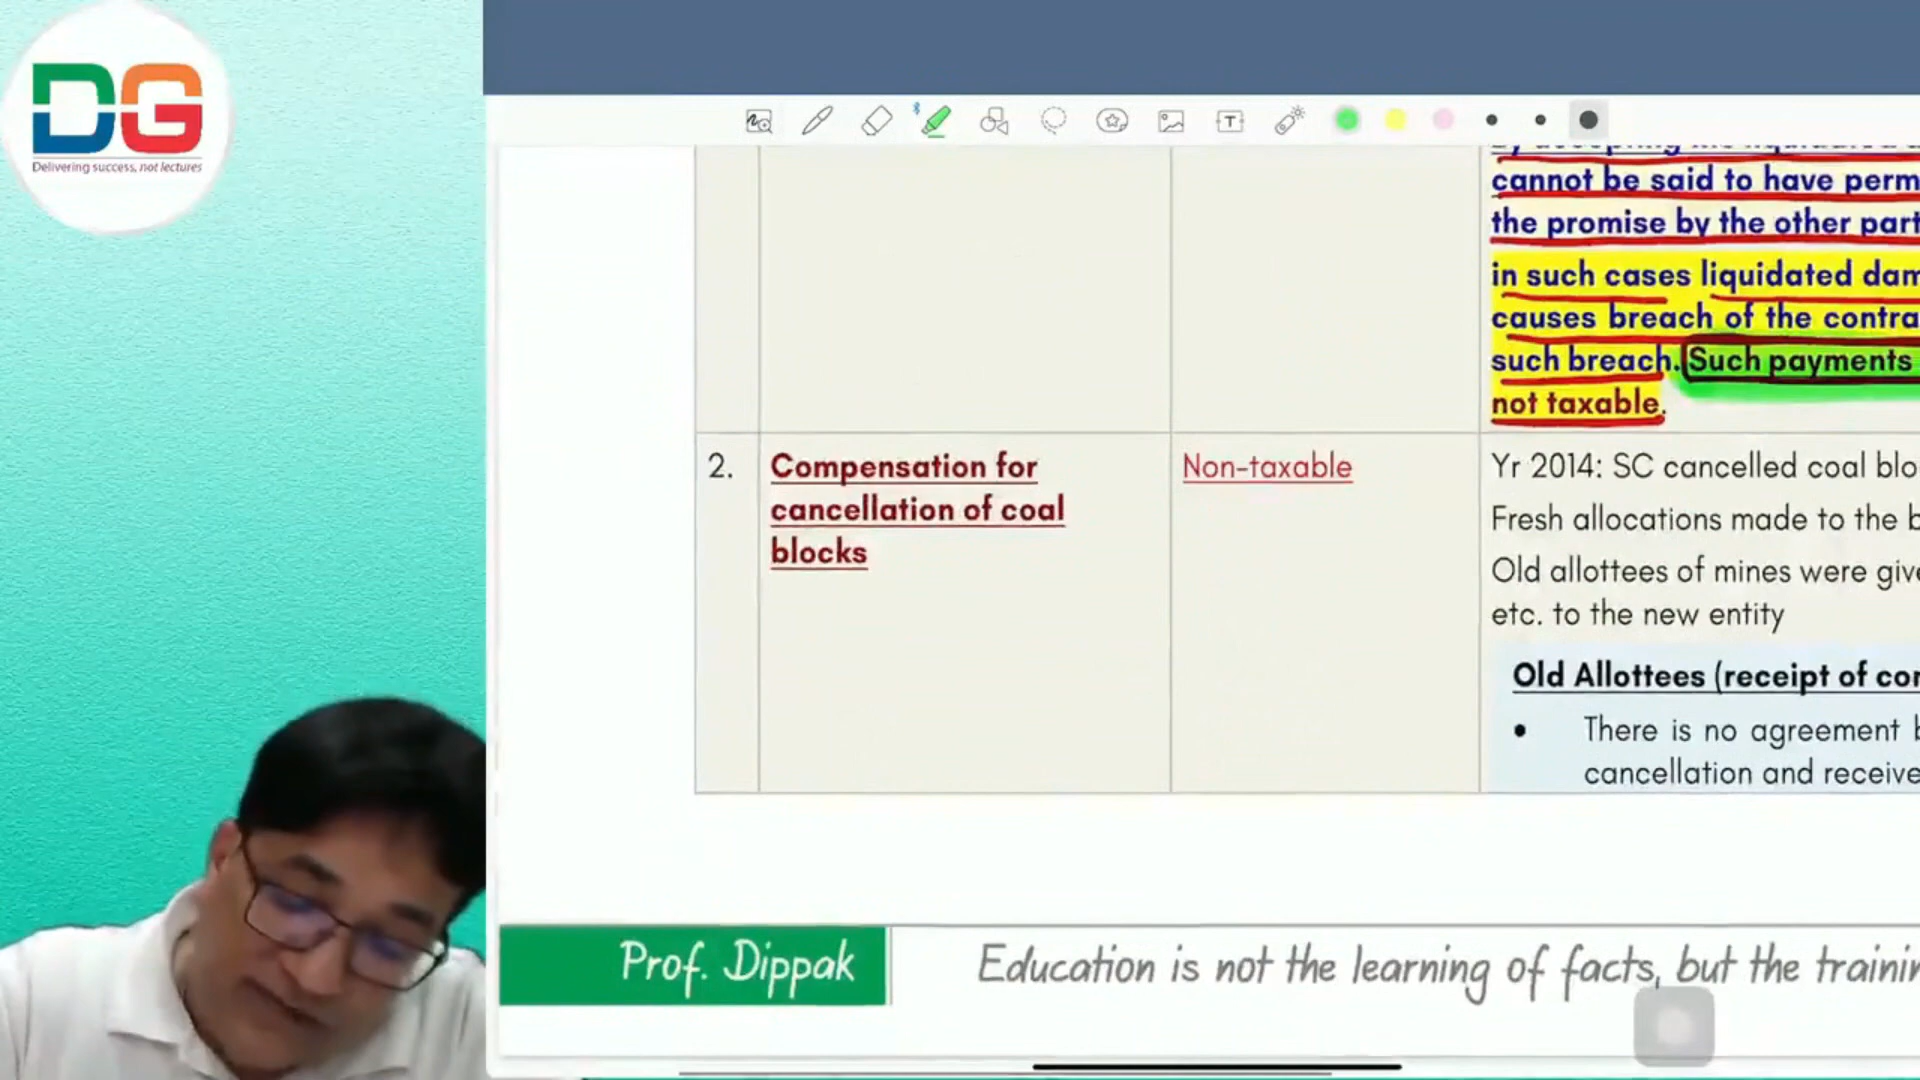 DG
Delivering success, not lectures
T
cannot be said to have perm
the promise by the other part
in such cases liquidated dam
causes breach of the contra
such breach. Such payments
not taxable.
2.
Compensation for
cancellation of coal
blocks
Non-taxable
Yr 2014: SC cancelled coal blo
Fresh allocations made to the b
Old allottees of mines were give
etc. to the new entity
Old Allottees (receipt of con
• There is no agreement b
cancellation and receive
Prof. Dippak
Education is not the learning of facts, but the trainin